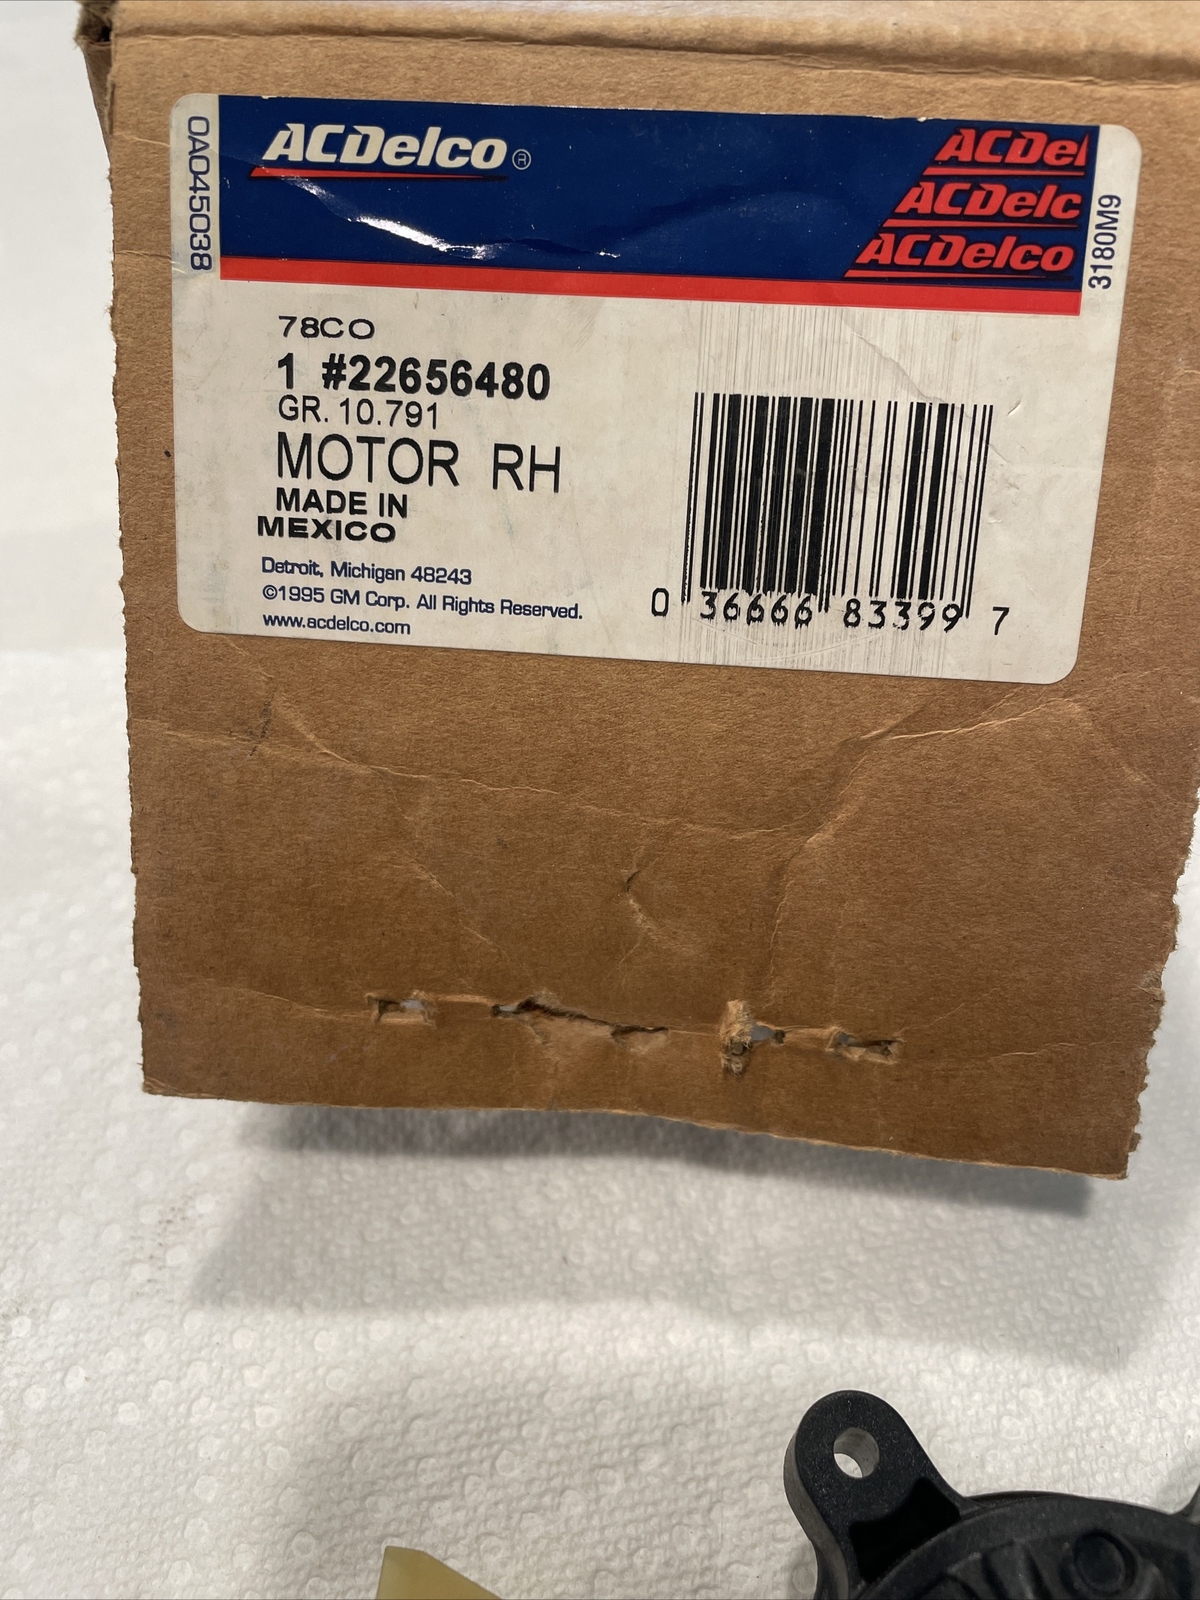 OA045038
ACDelco®
ACDel
ACDelc
ACDelco
3180M9
78CO
1 #22656480
GR. 10.791
MOTOR RH
MADE IN
MEXICO
Detroit, Michigan 48243
©1995 GM Corp. All Rights Reserved.
www.acdelco.com
0 36666 83399 7